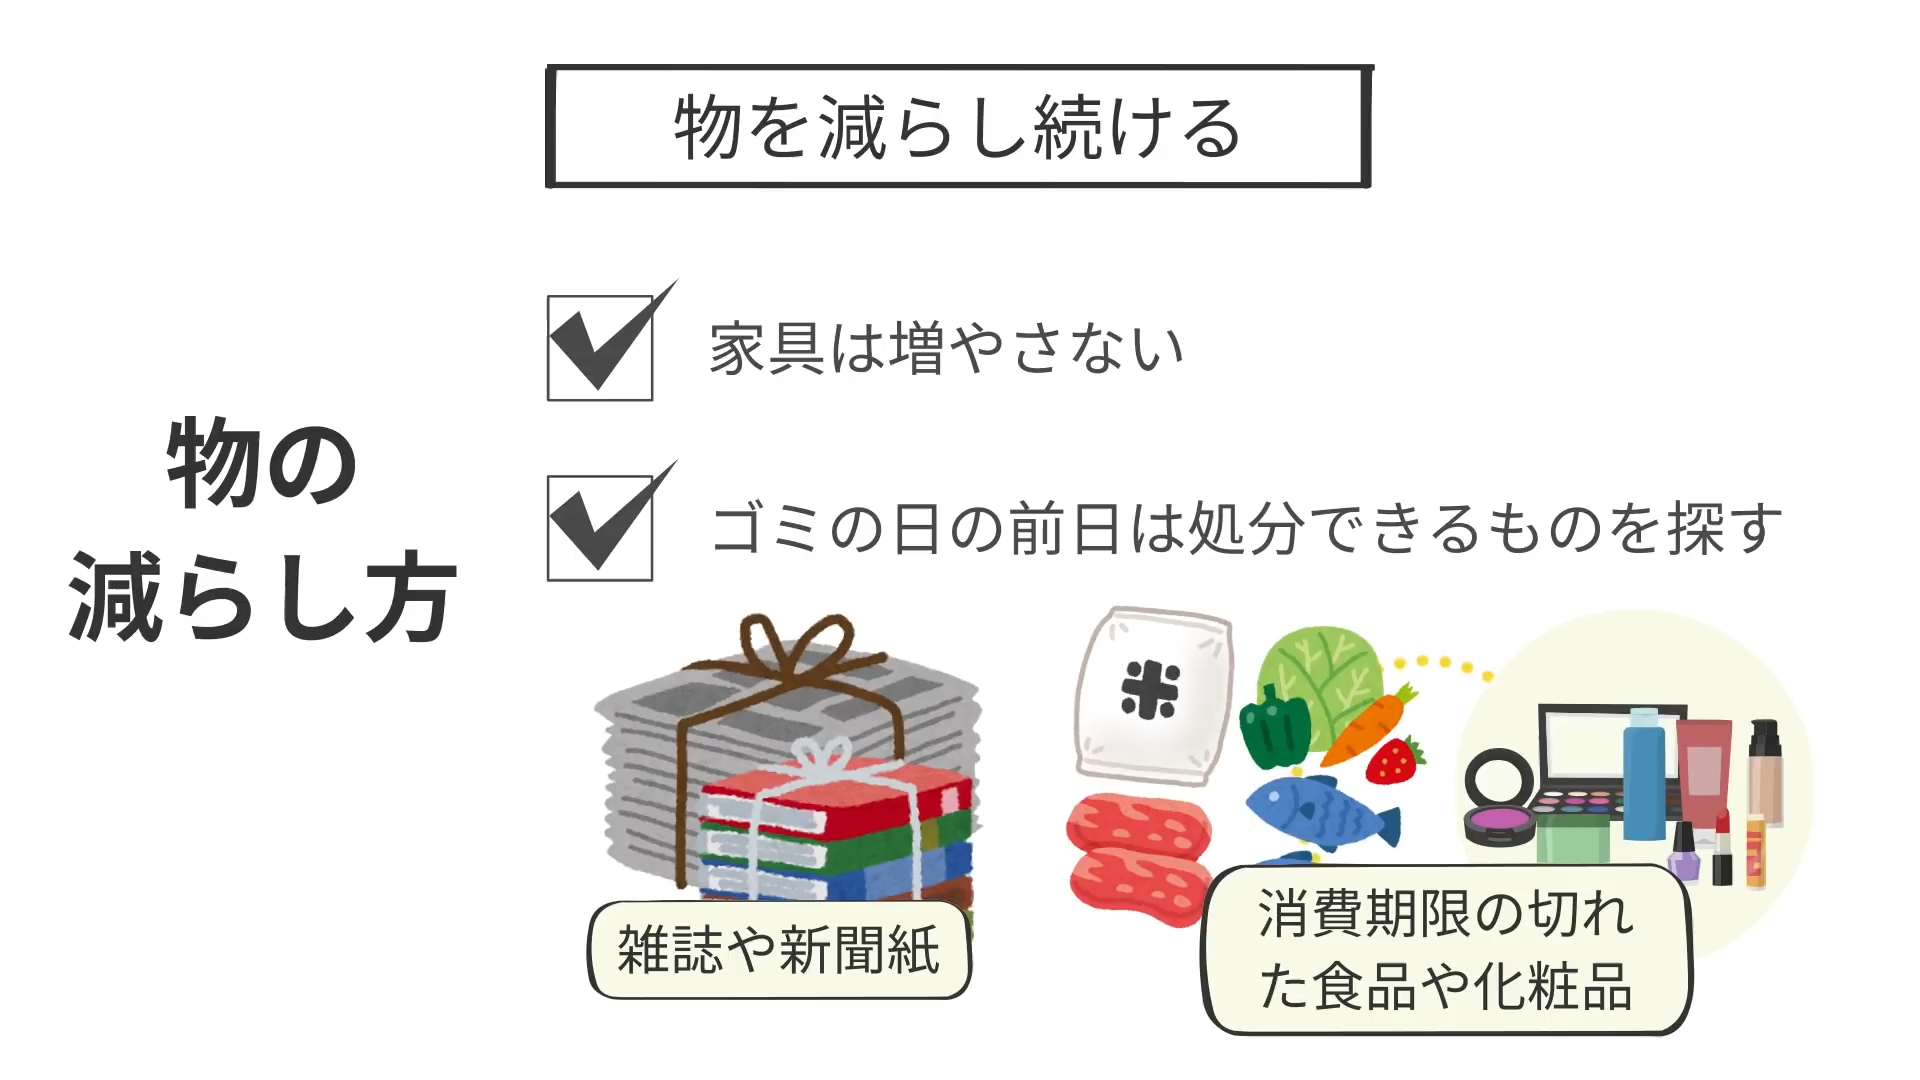 物を減らし続ける
物の
減らし方
家具は増やさない
ゴミの日の前日は処分できるものを探す
米
雑誌や新聞紙
消費期限の切れ
た食品や化粧品